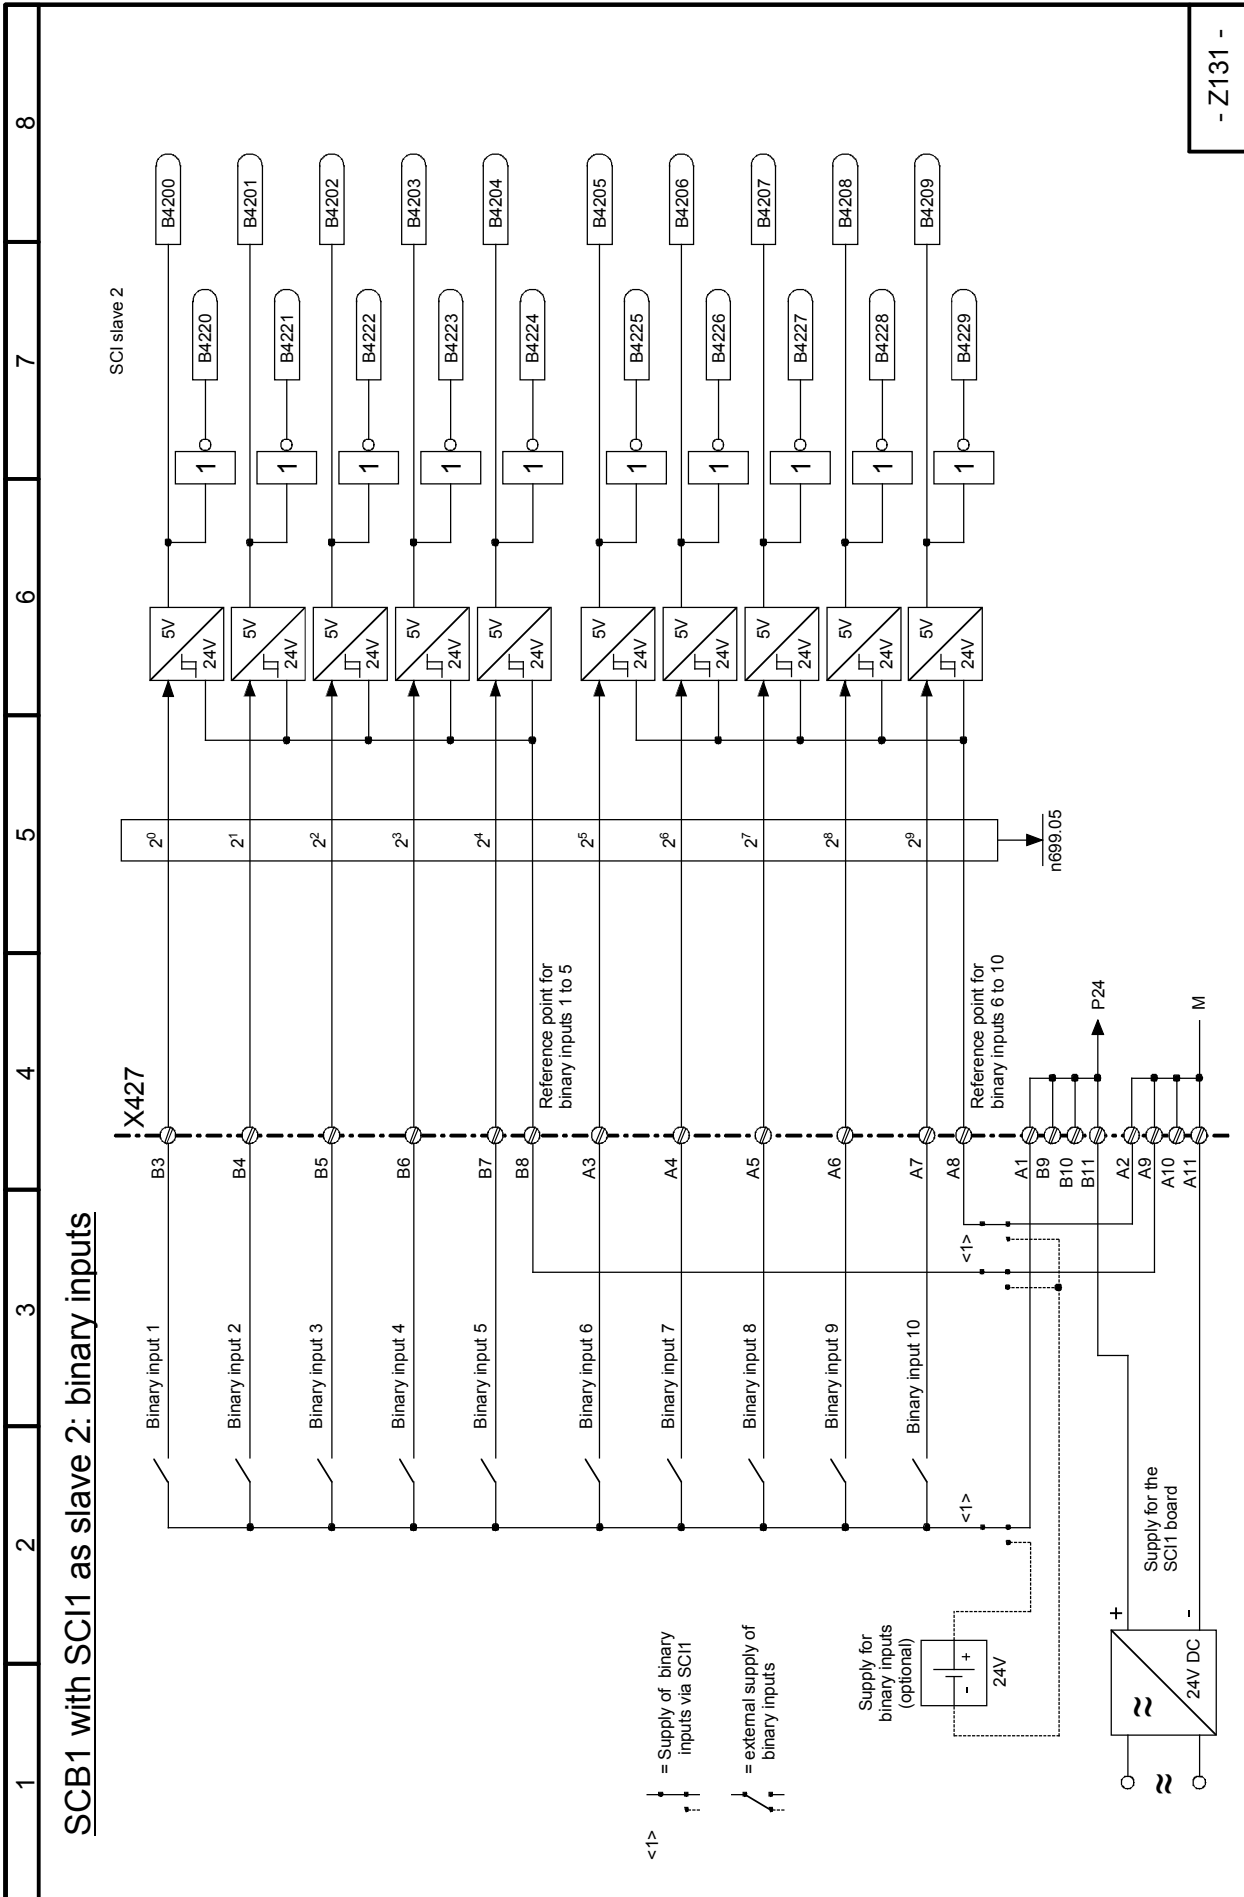 SCB1 with SCI1 as slave 2: binary inputs
1
2
3
4
5
6
7
8
- Z131 -
SCI slave 2
X427
Binary input 1
B3
2⁰
5V
24V
1
B4220
B4200
Binary input 2
B4
2¹
5V
24V
1
B4221
B4201
Binary input 3
B5
2²
5V
24V
1
B4222
B4202
Binary input 4
B6
2³
5V
24V
1
B4223
B4203
Binary input 5
B7
2⁴
5V
24V
1
B4224
B4204
B8
Reference point for
binary inputs 1 to 5
Binary input 6
A3
2⁵
5V
24V
1
B4225
B4205
Binary input 7
A4
2⁶
5V
24V
1
B4226
B4206
Binary input 8
A5
2⁷
5V
24V
1
B4227
B4207
Binary input 9
A6
2⁸
5V
24V
1
B4228
B4208
Binary input 10
A7
2⁹
5V
24V
1
B4229
B4209
A8
Reference point for
binary inputs 6 to 10
n699.05
<1>
<1>
A1
B9
B10
B11
P24
A2
A9
A10
A11
M
<1>
= Supply of binary
inputs via SCI1
= external supply of
binary inputs
Supply for
binary inputs
(optional)
- +
24V
Supply for the
SCI1 board
+
-
≈
24V DC
≈